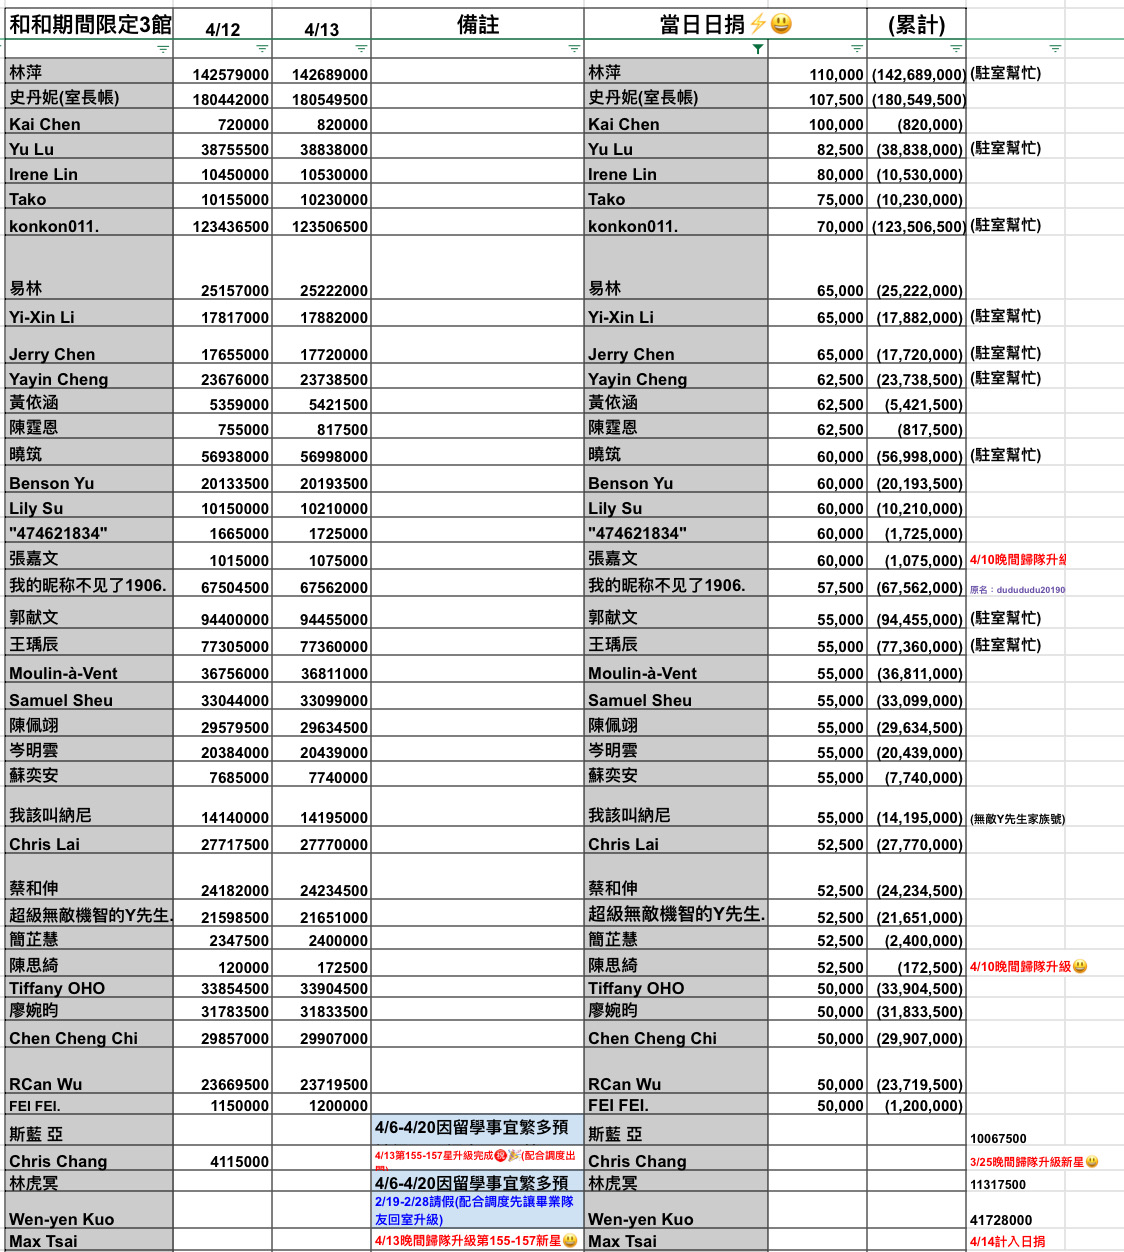 和和期間限定3館 4/12 4/13 備註 當日日捐⚡😃 (累計)
林萍 142579000 142689000 林萍 110,000 (142,689,000) (駐室幫忙)
史丹妮(室長帳) 180442000 180549500 史丹妮(室長帳) 107,500 (180,549,500)
Kai Chen 720000 820000 Kai Chen 100,000 (820,000)
Yu Lu 38755500 38838000 Yu Lu 82,500 (38,838,000) (駐室幫忙)
Irene Lin 10450000 10530000 Irene Lin 80,000 (10,530,000)
Tako 10155000 10230000 Tako 75,000 (10,230,000)
konkon011. 123436500 123506500 konkon011. 70,000 (123,506,500) (駐室幫忙)
易林 25157000 25222000 易林 65,000 (25,222,000)
Yi-Xin Li 17817000 17882000 Yi-Xin Li 65,000 (17,882,000) (駐室幫忙)
Jerry Chen 17655000 17720000 Jerry Chen 65,000 (17,720,000) (駐室幫忙)
Yayin Cheng 23676000 23738500 Yayin Cheng 62,500 (23,738,500) (駐室幫忙)
黃依涵 5359000 5421500 黃依涵 62,500 (5,421,500)
陳霆恩 755000 817500 陳霆恩 62,500 (817,500)
曉筑 56938000 56998000 曉筑 60,000 (56,998,000) (駐室幫忙)
Benson Yu 20133500 20193500 Benson Yu 60,000 (20,193,500)
Lily Su 10150000 10210000 Lily Su 60,000 (10,210,000)
"474621834" 1665000 1725000 "474621834" 60,000 (1,725,000)
張嘉文 1015000 1075000 張嘉文 60,000 (1,075,000) 4/10晚間歸隊升級
我的昵称不见了1906. 67504500 67562000 我的昵称不见了1906. 57,500 (67,562,000) 原名：dudududu20190
郭献文 94400000 94455000 郭献文 55,000 (94,455,000) (駐室幫忙)
王瑀辰 77305000 77360000 王瑀辰 55,000 (77,360,000) (駐室幫忙)
Moulin-à-Vent 36756000 36811000 Moulin-à-Vent 55,000 (36,811,000)
Samuel Sheu 33044000 33099000 Samuel Sheu 55,000 (33,099,000)
陳佩翊 29579500 29634500 陳佩翊 55,000 (29,634,500)
岑明雲 20384000 20439000 岑明雲 55,000 (20,439,000)
蘇奕安 7685000 7740000 蘇奕安 55,000 (7,740,000)
我該叫納尼 14140000 14195000 我該叫納尼 55,000 (14,195,000) (無敵Y先生家族號)
Chris Lai 27717500 27770000 Chris Lai 52,500 (27,770,000)
蔡和伸 24182000 24234500 蔡和伸 52,500 (24,234,500)
超級無敵機智的Y先生. 21598500 21651000 超級無敵機智的Y先生. 52,500 (21,651,000)
簡芷慧 2347500 2400000 簡芷慧 52,500 (2,400,000)
陳思綺 120000 172500 陳思綺 52,500 (172,500) 4/10晚間歸隊升級😃
Tiffany OHO 33854500 33904500 Tiffany OHO 50,000 (33,904,500)
廖婉昀 31783500 31833500 廖婉昀 50,000 (31,833,500)
Chen Cheng Chi 29857000 29907000 Chen Cheng Chi 50,000 (29,907,000)
RCan Wu 23669500 23719500 RCan Wu 50,000 (23,719,500)
FEI FEI. 1150000 1200000 FEI FEI. 50,000 (1,200,000)
斯藍 亞 4/6-4/20因留學事宜繁多預 斯藍 亞 10067500
Chris Chang 4115000 4/13第155-157星升級完成㊗️🎉(配合調度出 Chris Chang 3/25晚間歸隊升級新星😃
林虎冥 4/6-4/20因留學事宜繁多預 林虎冥 11317500
2/19-2/28請假(配合調度先讓畢業隊
Wen-yen Kuo 友回室升級) Wen-yen Kuo 41728000
Max Tsai 4/13晚間歸隊升級第155-157新星😃 Max Tsai 4/14計入日捐